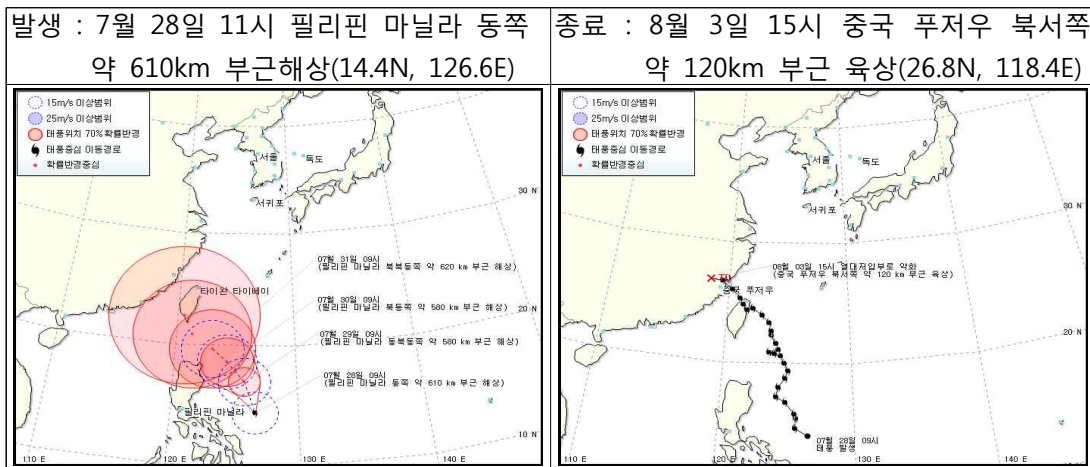 발생 : 7월 28일 11시 필리핀 마닐라 동쪽
약 610km 부근해상(14.4N, 126.6E)
종료 : 8월 3일 15시 중국 푸저우 북서쪽
약 120km 부근 육상(26.8N, 118.4E)
15m/s 이상범위
25m/s 이상범위
태풍위치 70%확률반경
태풍중심 이동경로
확률반경중심
서울
독도
서귀포
30 N
07월 31일 09시
(필리핀 마닐라 북북동쪽 약 620 km 부근 해상)
타이완 타이베이
07월 30일 09시
(필리핀 마닐라 북동쪽 약 580 km 부근 해상)
20 N
07월 29일 09시
(필리핀 마닐라 동북동쪽 약 580 km 부근 해상)
07월 28일 09시
(필리핀 마닐라 동쪽 약 610 km 부근 해상)
필리핀 마닐라
10 N
110 E
120 E
130 E
140 E
15m/s 이상범위
25m/s 이상범위
태풍위치 70%확률반경
태풍중심 이동경로
확률반경중심
서울
독도
서귀포
30 N
08월 03일 15시 열대저압부로 약화
(중국 푸저우 북서쪽 약 120 km 부근 육상)
TD
중국 푸저우
20 N
07월 28일 09시
태풍 발생
10 N
110 E
120 E
130 E
140 E